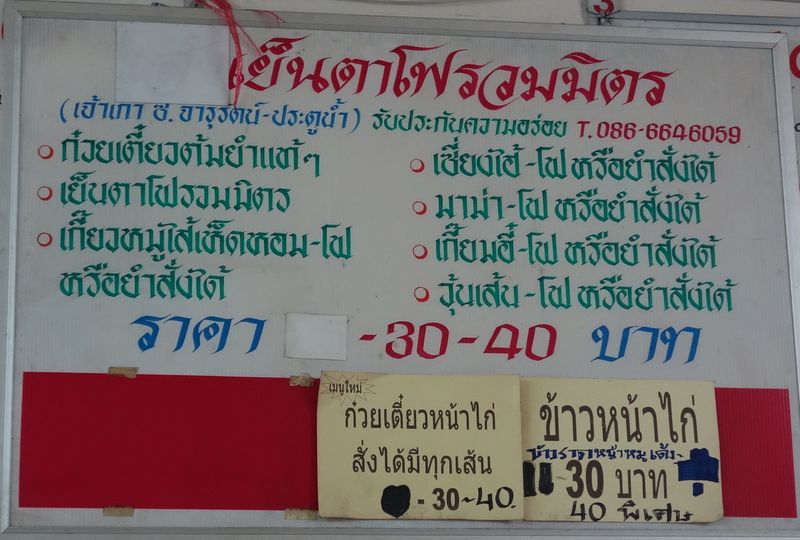 เย็นตาโฟรวมมิตร
(เจ้าเก่า ซ. จารุรัตน์-ประตูน้ำ) รับประกันความอร่อย T. 086-6646059
ก๋วยเตี๋ยวต้มยำแท้ๆ
เย็นตาโฟรวมมิตร
เกี๊ยวหมูไส้เห็ดหอม-โฟ
หรือยำสั่งได้
เซี่ยงไฮ้-โฟ หรือยำสั่งได้
มาม่า-โฟ หรือยำสั่งได้
เกี้ยมอี๋-โฟ หรือยำสั่งได้
วุ้นเส้น-โฟ หรือยำสั่งได้
ราคา -30-40 บาท
เมนูใหม่
ก๋วยเตี๋ยวหน้าไก่
สั่งได้มีทุกเส้น
-30-40.
ข้าวหน้าไก่
30 บาท
40 พิเศษ